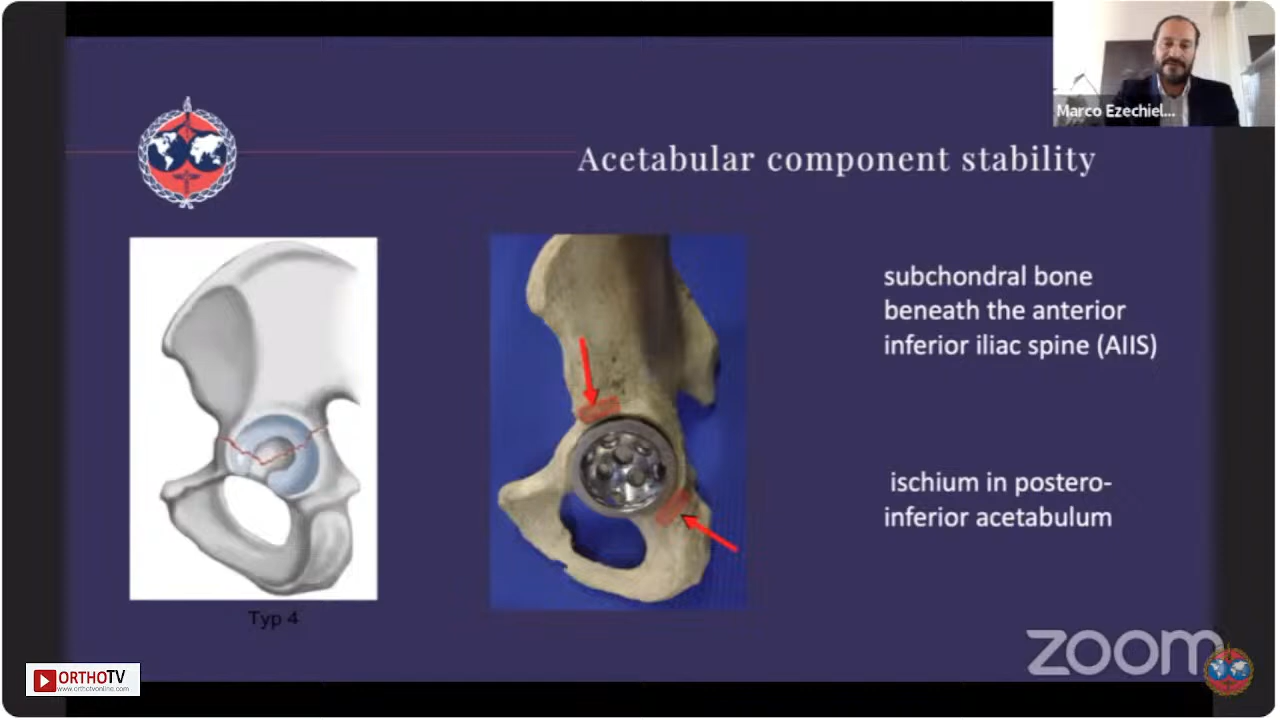 Marco Ezechiel...
Acetabular component stability
subchondral bone
beneath the anterior
inferior iliac spine (AIIS)
ischium in postero-
inferior acetabulum
Typ 4
zoom
ORTHOTV
www.orthotvonline.com